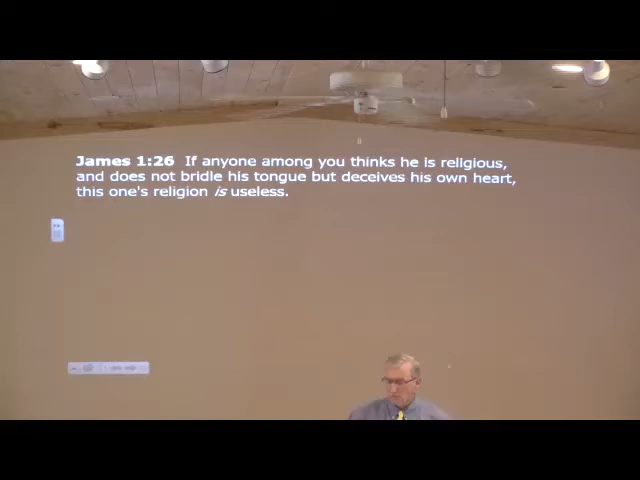 James 1:26 If anyone among you thinks he is religious,
and does not bridle his tongue but deceives his own heart,
this one's religion is useless.